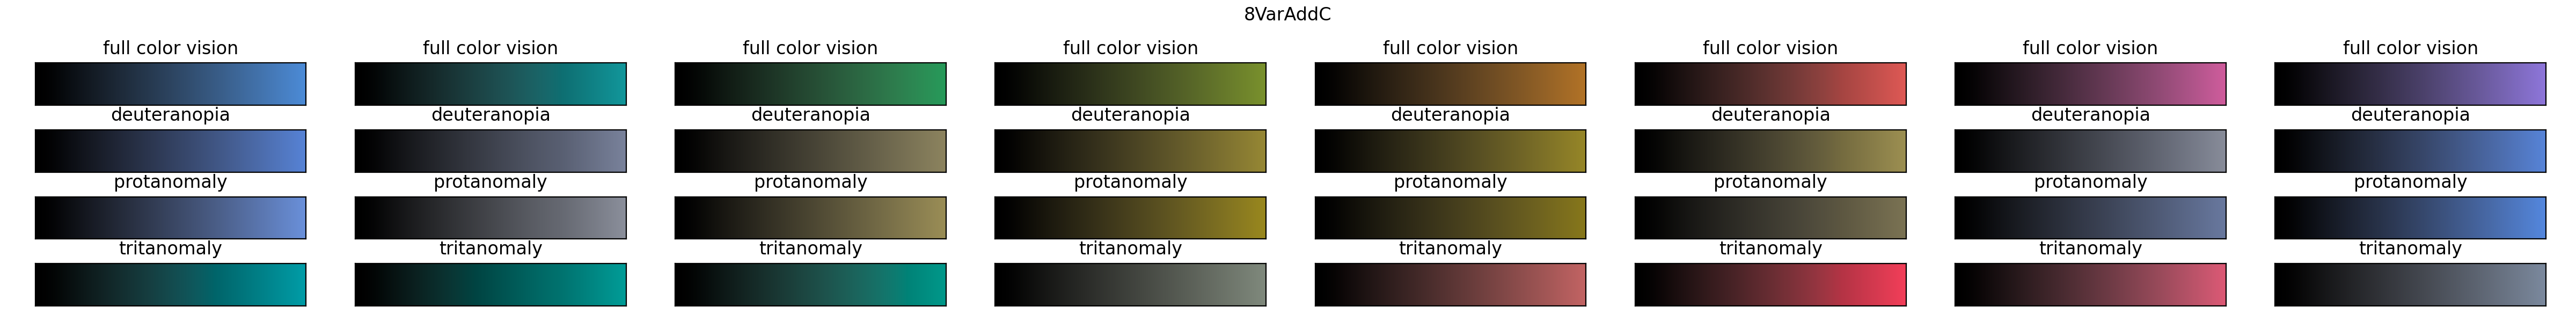 8VarAddC
full color vision full color vision full color vision full color vision full color vision full color vision full color vision full color vision
deuteranopia deuteranopia deuteranopia deuteranopia deuteranopia deuteranopia deuteranopia deuteranopia
protanomaly protanomaly protanomaly protanomaly protanomaly protanomaly protanomaly protanomaly
tritanomaly tritanomaly tritanomaly tritanomaly tritanomaly tritanomaly tritanomaly tritanomaly